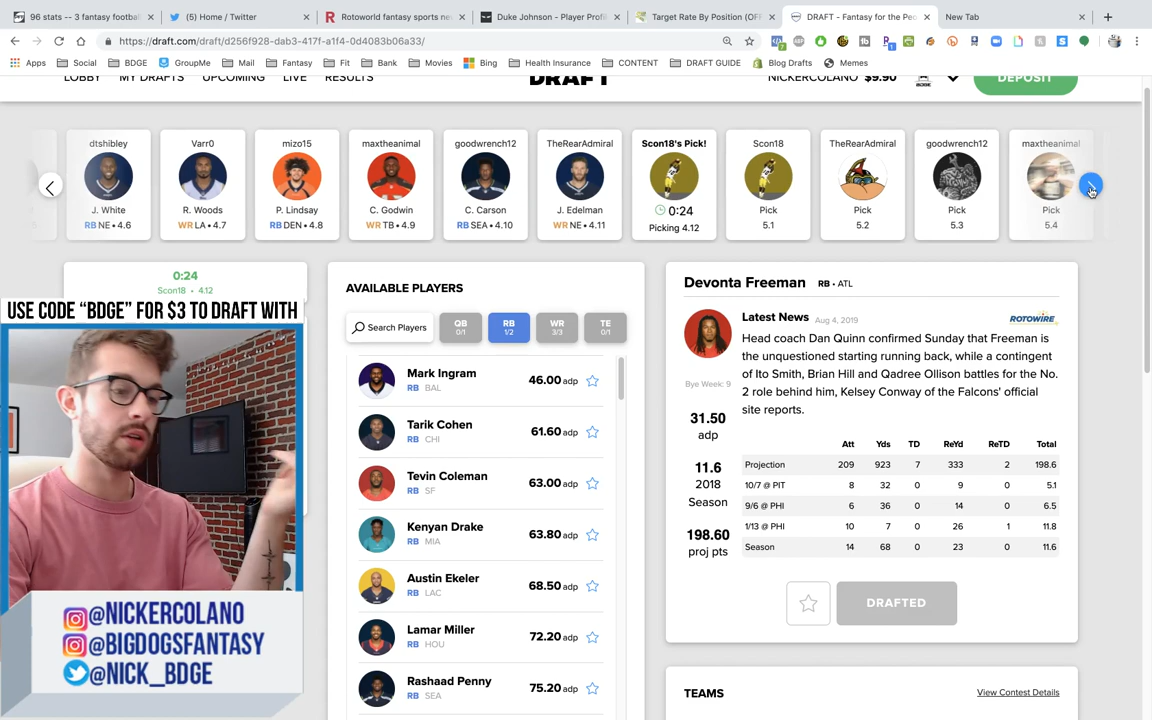 96 stats -- 3 fantasy footbal
(5) Home / Twitter
Rotoworld fantasy sports ne
Duke Johnson - Player Profil
Target Rate By Position (OFF
DRAFT - Fantasy for the Peo
New Tab
https://draft.com/draft/d256f928-dab3-417f-a1f4-0d4083b06a33/
Apps
Social
BDGE
GroupMe
Mail
Fantasy
Fit
Bank
Movies
Bing
Health Insurance
CONTENT
DRAFT GUIDE
Blog Drafts
Memes
LOBBY
MY DRAFTS
UPCOMING
LIVE
RESULTS
DRAFT
NICKERCOLANO $9.90
DEPOSIT
dtshibley
J. White
RB NE • 4.6
Varr0
R. Woods
WR LA • 4.7
mizo15
P. Lindsay
RB DEN • 4.8
maxtheanimal
C. Godwin
WR TB • 4.9
goodwrench12
C. Carson
RB SEA • 4.10
TheRearAdmiral
J. Edelman
WR NE • 4.11
Scon18's Pick!
0:24
Picking 4.12
Scon18
Pick
5.1
TheRearAdmiral
Pick
5.2
goodwrench12
Pick
5.3
maxtheanimal
Pick
5.4
0:24
Scon18 • 4.12
USE CODE "BDGE" FOR $3 TO DRAFT WITH
@NICKERCOLANO
@BIGDOGSFANTASY
@NICK_BDGE
AVAILABLE PLAYERS
Search Players
QB
0/1
RB
1/2
WR
3/3
TE
0/1
Mark Ingram
RB BAL
46.00 adp
Tarik Cohen
RB CHI
61.60 adp
Tevin Coleman
RB SF
63.00 adp
Kenyan Drake
RB MIA
63.80 adp
Austin Ekeler
RB LAC
68.50 adp
Lamar Miller
RB HOU
72.20 adp
Rashaad Penny
RB SEA
75.20 adp
Devonta Freeman RB • ATL
Latest News Aug 4, 2019
ROTOWIRE
Head coach Dan Quinn confirmed Sunday that Freeman is
the unquestioned starting running back, while a contingent
of Ito Smith, Brian Hill and Qadree Ollison battles for the No.
2 role behind him, Kelsey Conway of the Falcons' official
site reports.
Bye Week: 9
31.50
adp
11.6
2018
Season
198.60
proj pts
Att Yds TD ReYd ReTD Total
Projection 209 923 7 333 2 198.6
10/7 @ PIT 8 32 0 9 0 5.1
9/6 @ PHI 6 36 0 14 0 6.5
1/13 @ PHI 10 7 0 26 1 11.8
Season 14 68 0 23 0 11.6
DRAFTED
TEAMS
View Contest Details